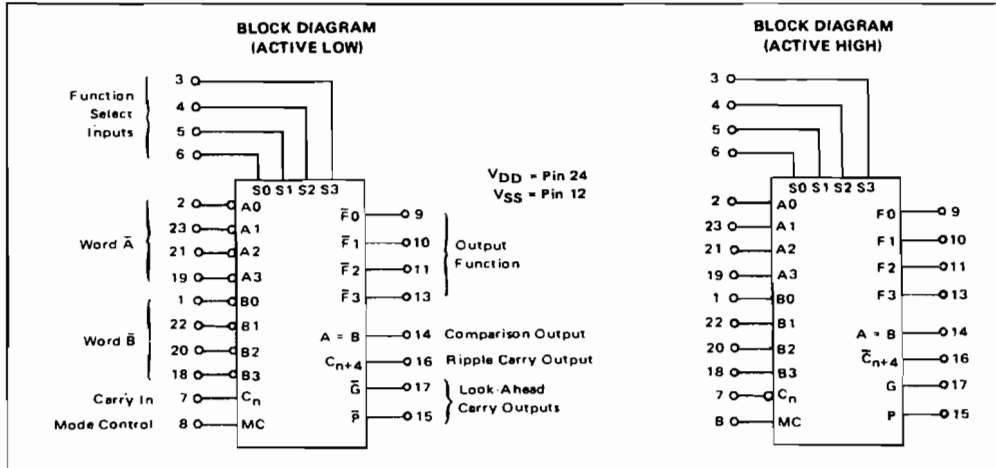 BLOCK DIAGRAM
(ACTIVE LOW)
Function
Select
Inputs
3
4
5
6
S0 S1 S2 S3
VDD = Pin 24
VSS = Pin 12
Word Ā
2 A0
23 A1
21 A2
19 A3
Word B̄
1 B0
22 B1
20 B2
18 B3
Carry In 7 Cn
Mode Control 8 MC
F̄0 9
F̄1 10
F̄2 11
F̄3 13
Output
Function
A = B 14 Comparison Output
Cn+4 16 Ripple Carry Output
Ḡ 17
P̄ 15
Look-Ahead
Carry Outputs
BLOCK DIAGRAM
(ACTIVE HIGH)
3
4
5
6
S0 S1 S2 S3
2 A0
23 A1
21 A2
19 A3
1 B0
22 B1
20 B2
18 B3
7 Cn
8 MC
F0 9
F1 10
F2 11
F3 13
A = B 14
C̄n+4 16
G 17
P 15